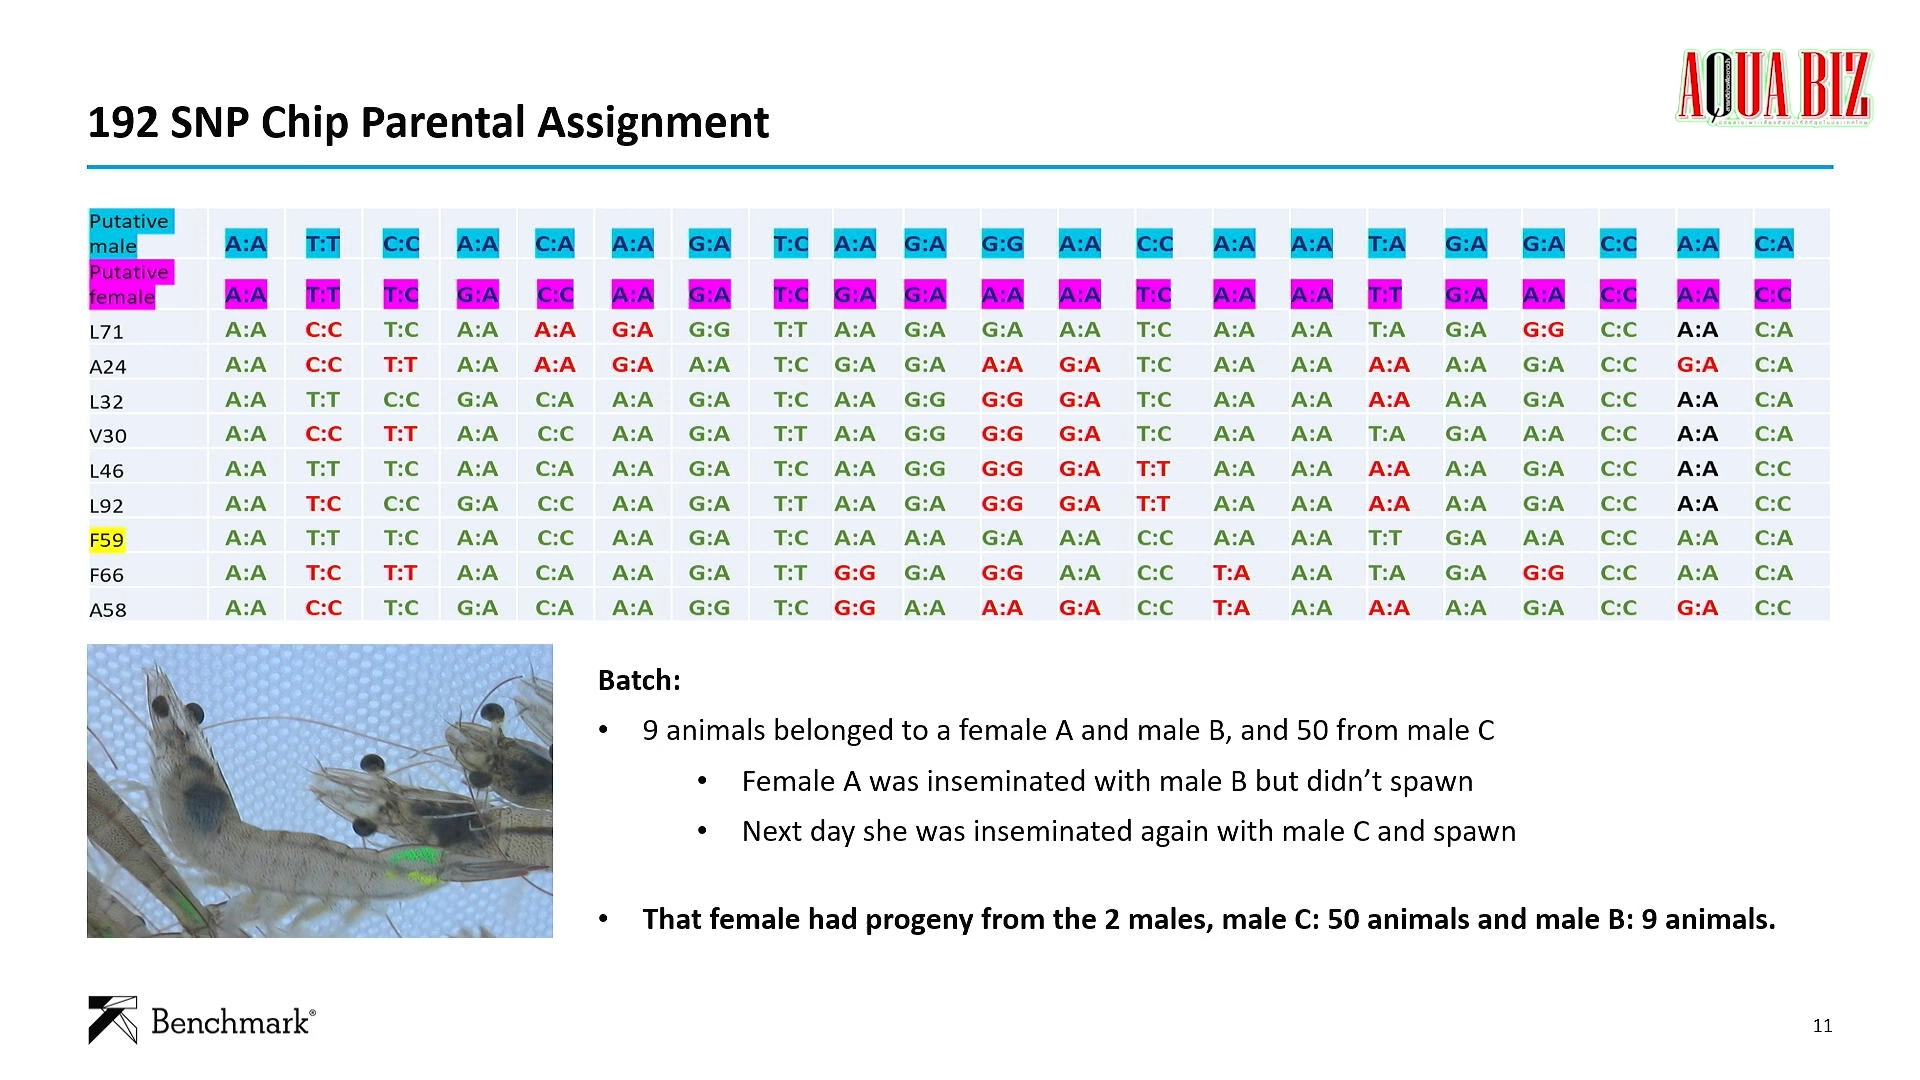 AQUA BIZ
192 SNP Chip Parental Assignment
Putative male A:A T:T C:C A:A C:A A:A G:A T:C A:A G:A G:G A:A C:C A:A A:A T:A G:A G:A C:C A:A C:A
Putative female A:A T:T T:C G:A C:C A:A G:A T:C G:A G:A A:A A:A T:C A:A A:A T:T G:A A:A C:C A:A C:C
L71 A:A C:C T:C A:A A:A G:A G:G T:T A:A G:A G:A A:A T:C A:A A:A T:A G:A G:G C:C A:A C:A
A24 A:A C:C T:T A:A A:A G:A A:A T:C G:A G:A A:A G:A T:C A:A A:A A:A A:A G:A C:C G:A C:A
L32 A:A T:T C:C G:A C:A A:A G:A T:C A:A G:G G:G G:A T:C A:A A:A A:A A:A G:A C:C A:A C:A
V30 A:A C:C T:T A:A C:C A:A G:A T:T A:A G:G G:G G:A T:C A:A A:A T:A G:A A:A C:C A:A C:A
L46 A:A T:T T:C A:A C:A A:A G:A T:C A:A G:G G:G G:A T:T A:A A:A A:A A:A G:A C:C A:A C:C
L92 A:A T:C C:C G:A C:C A:A G:A T:T A:A G:A G:G G:A T:T A:A A:A A:A A:A G:A C:C A:A C:C
F59 A:A T:T T:C A:A C:C A:A G:A T:C A:A A:A G:A A:A C:C A:A A:A T:T G:A A:A C:C A:A C:A
F66 A:A T:C T:T A:A C:A A:A G:A T:T G:G G:A G:G A:A C:C T:A A:A T:A G:A G:G C:C A:A C:A
A58 A:A C:C T:C G:A C:A A:A G:G T:C G:G A:A A:A G:A C:C T:A A:A A:A A:A G:A C:C G:A C:C
Batch:
• 9 animals belonged to a female A and male B, and 50 from male C
• Female A was inseminated with male B but didn’t spawn
• Next day she was inseminated again with male C and spawn
• That female had progeny from the 2 males, male C: 50 animals and male B: 9 animals.
Benchmark®
11